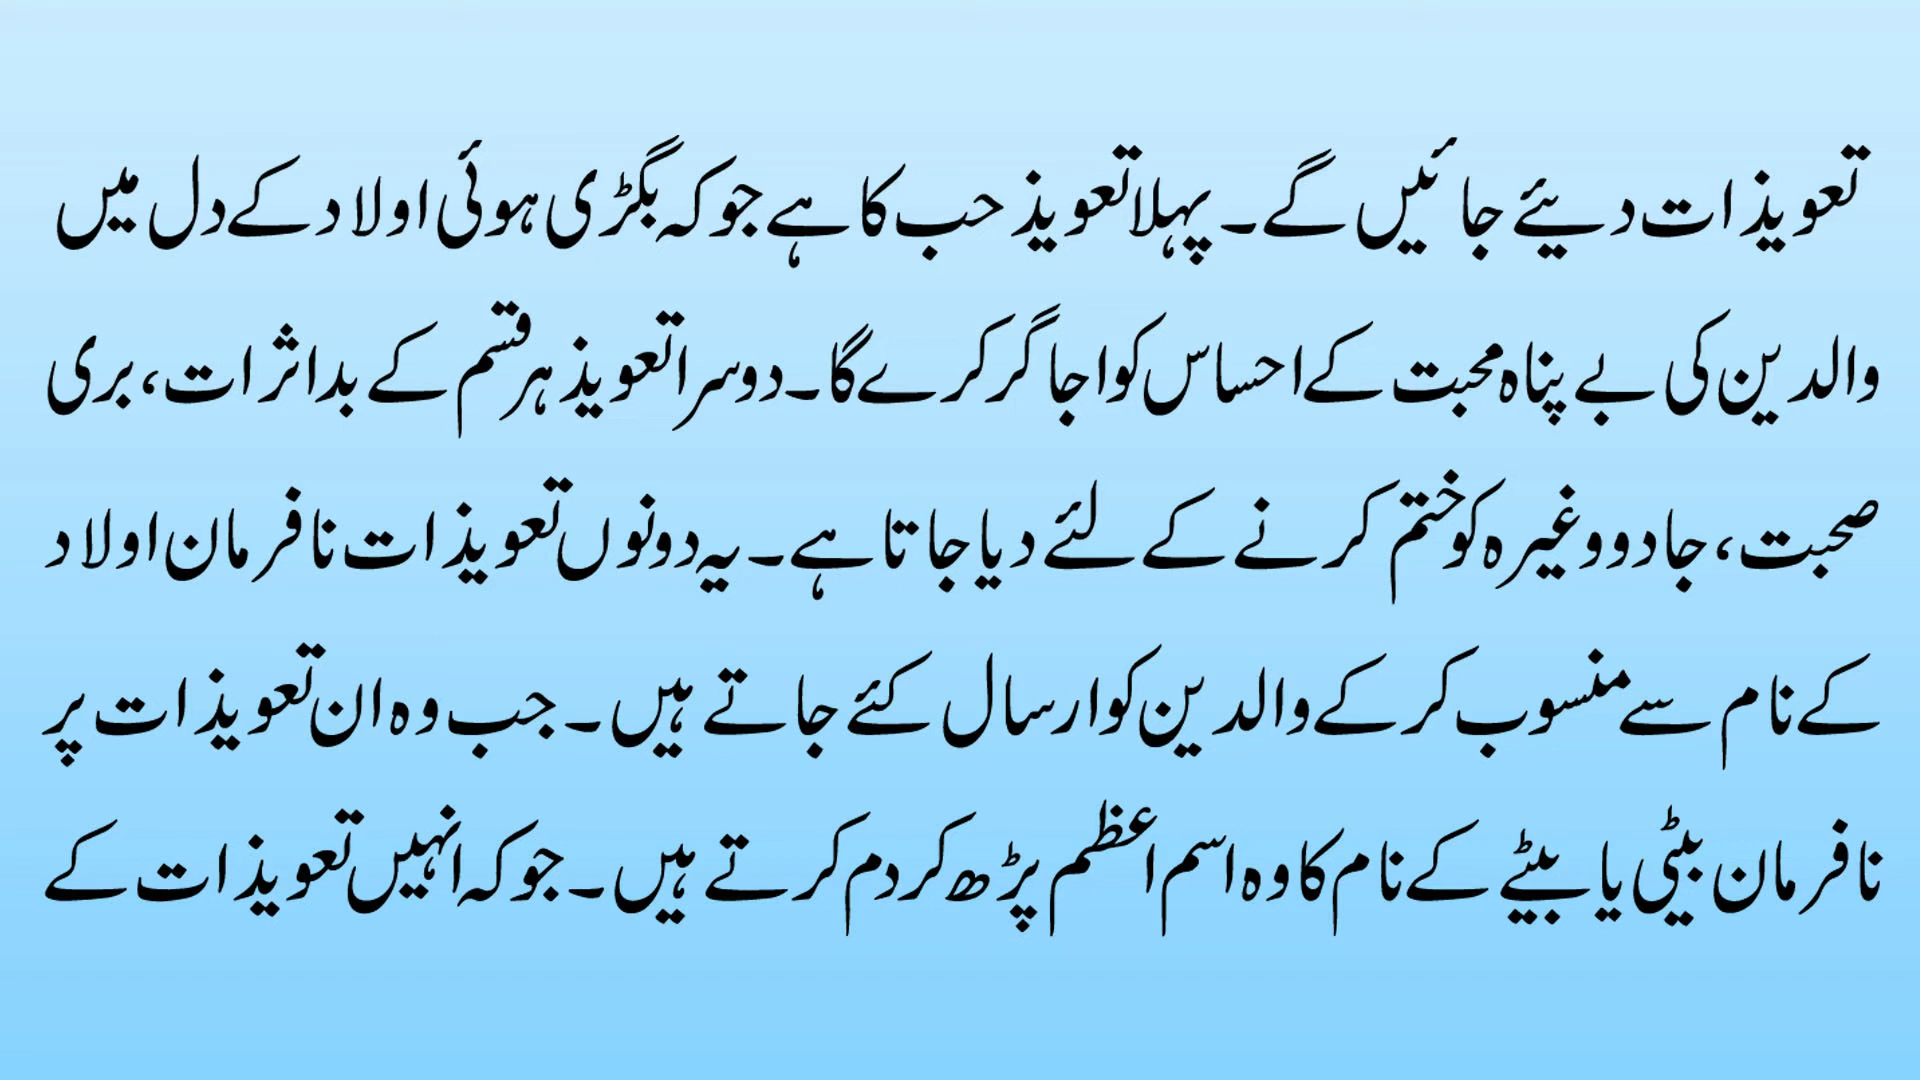 تعویذات دیئے جائیں گے۔ پہلا تعویذ حب کا ہے جو کہ بگڑی ہوئی اولاد کے دل میں
والدین کی بے پناہ محبت کے احساس کو اجاگر کرے گا۔ دوسرا تعویذ ہر قسم کے بد اثرات، بری
صحبت، جادو وغیرہ کو ختم کرنے کے لئے دیا جاتا ہے۔ یہ دونوں تعویذات نافرمان اولاد
کے نام سے منسوب کر کے والدین کو ارسال کئے جاتے ہیں۔ جب وہ ان تعویذات پر
نافرمان بیٹی یا بیٹے کے نام کا وہ اسم اعظم پڑھ کر دم کرتے ہیں۔ جو کہ انہیں تعویذات کے